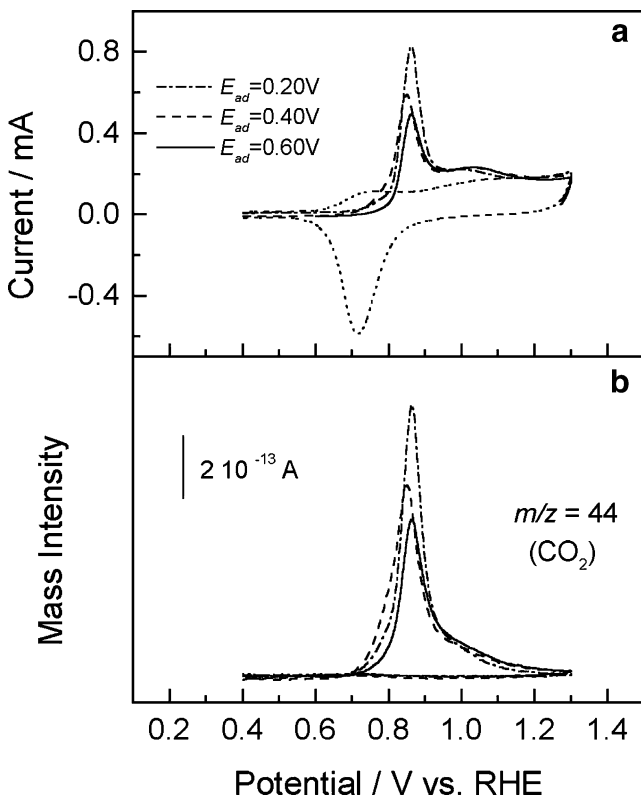 a
0.8
0.4
0.0
-0.4
Current / mA
E_ad=0.20V
E_ad=0.40V
E_ad=0.60V
b
2 10⁻¹³ A
m/z = 44
(CO₂)
Mass Intensity
0.2 0.4 0.6 0.8 1.0 1.2 1.4
Potential / V vs. RHE